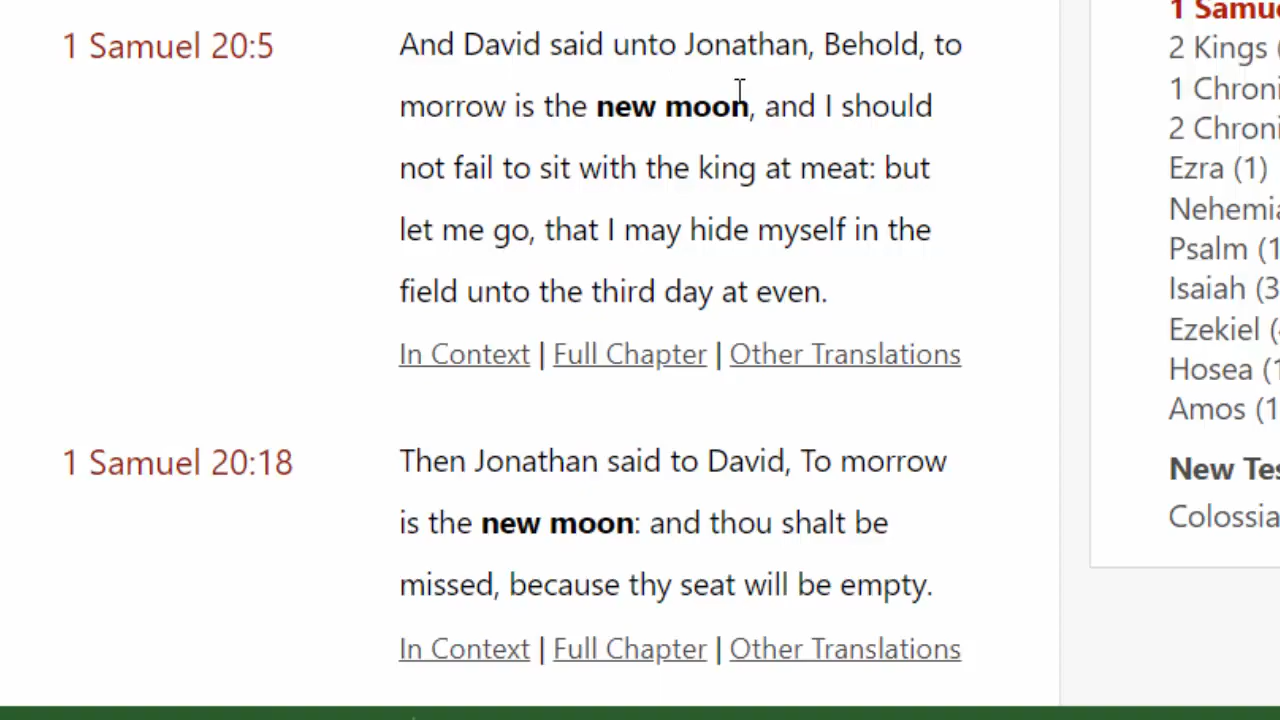 1 Samuel 20:5
And David said unto Jonathan, Behold, to
morrow is the new moon, and I should
not fail to sit with the king at meat: but
let me go, that I may hide myself in the
field unto the third day at even.
In Context | Full Chapter | Other Translations
1 Samuel 20:18
Then Jonathan said to David, To morrow
is the new moon: and thou shalt be
missed, because thy seat will be empty.
In Context | Full Chapter | Other Translations
1 Samu
2 Kings (
1 Chroni
2 Chroni
Ezra (1)
Nehemia
Psalm (1
Isaiah (3
Ezekiel (
Hosea (1
Amos (1
New Tes
Colossia